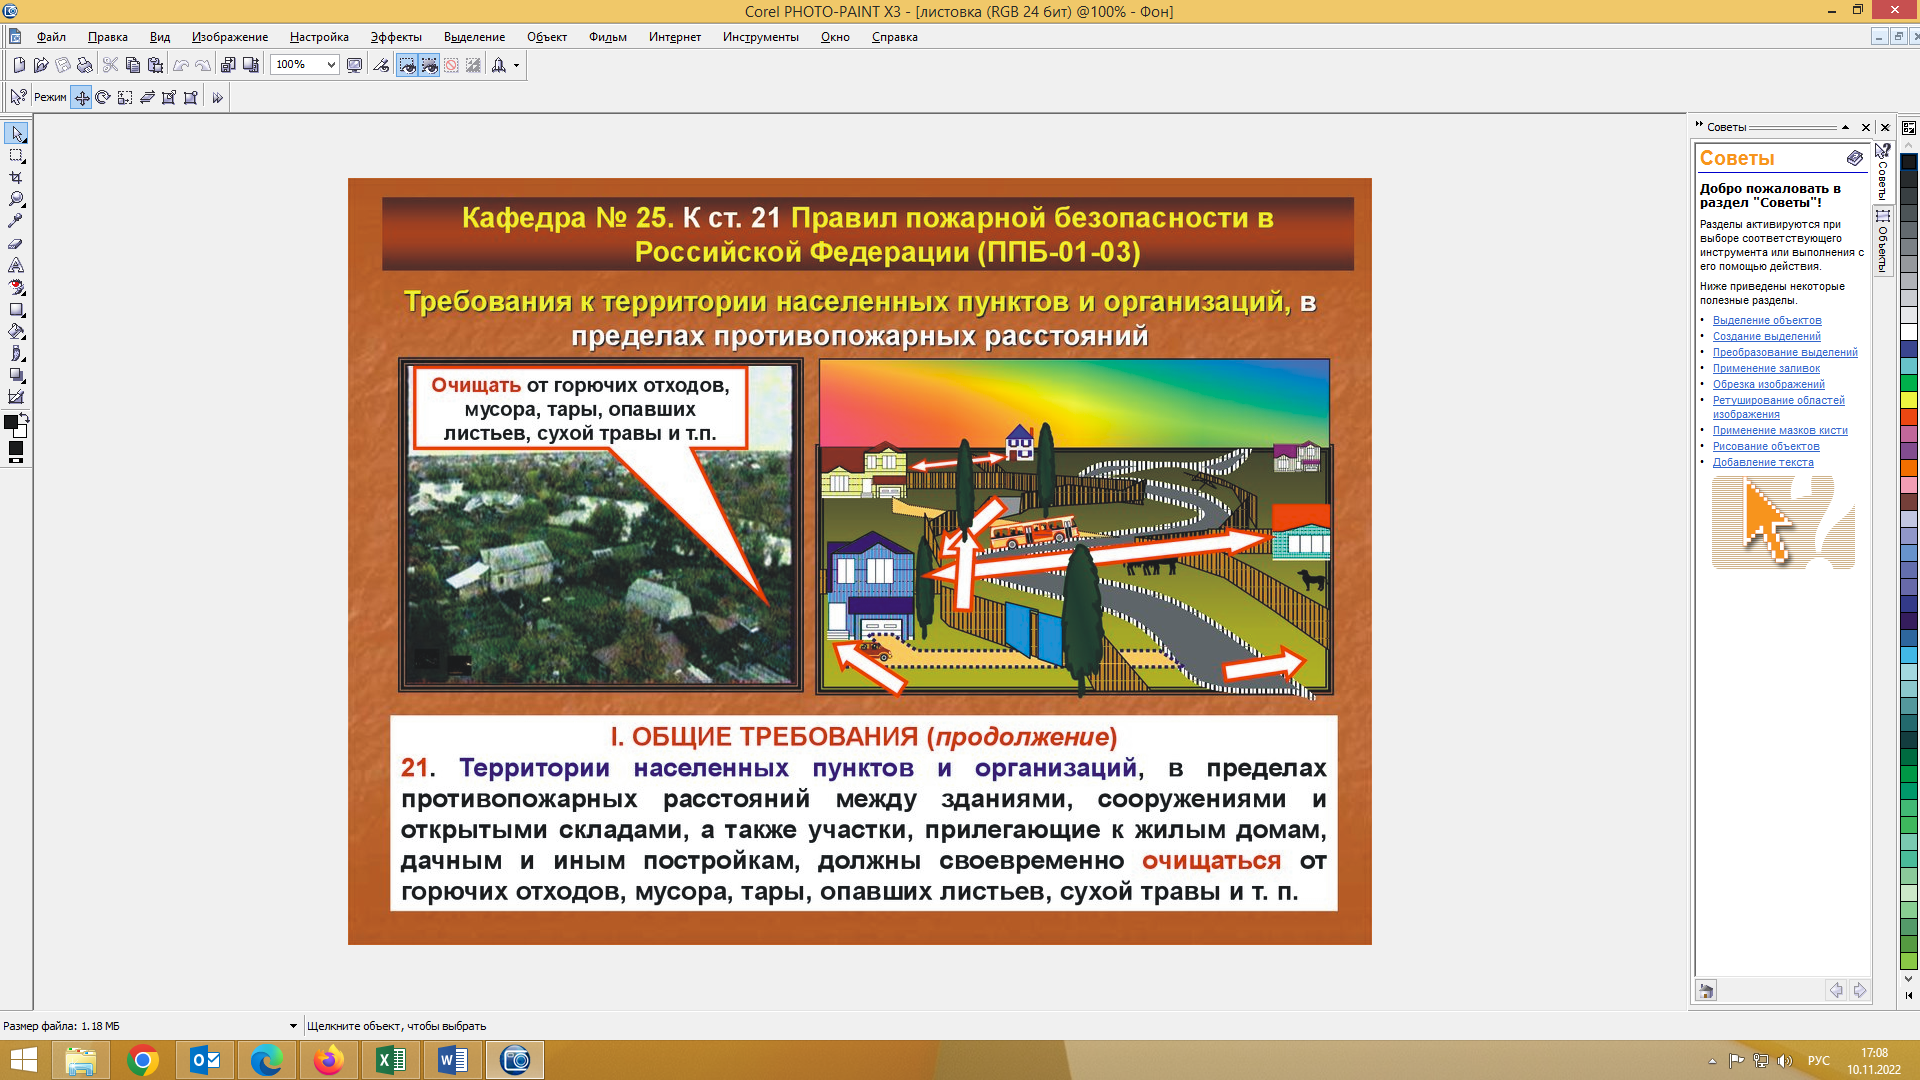 Corel PHOTO-PAINT X3 - [листовка (RGB 24 бит) @100% - Фон]
Файл Правка Вид Изображение Настройка Эффекты Выделение Объект Фильм Интернет Инструменты Окно Справка
100%
Режим
Кафедра № 25. К ст. 21 Правил пожарной безопасности в
Российской Федерации (ППБ-01-03)
Требования к территории населенных пунктов и организаций, в
пределах противопожарных расстояний
Очищать от горючих отходов,
мусора, тары, опавших
листьев, сухой травы и т.п.
I. ОБЩИЕ ТРЕБОВАНИЯ (продолжение)
21. Территории населенных пунктов и организаций, в пределах
противопожарных расстояний между зданиями, сооружениями и
открытыми складами, а также участки, прилегающие к жилым домам,
дачным и иным постройкам, должны своевременно очищаться от
горючих отходов, мусора, тары, опавших листьев, сухой травы и т. п.
Советы
Советы
Добро пожаловать в
раздел "Советы"!
Разделы активируются при
выборе соответствующего
инструмента или выполнения с
его помощью действия.
Ниже приведены некоторые
полезные разделы.
• Выделение объектов
• Создание выделений
• Преобразование выделений
• Применение заливок
• Обрезка изображений
• Ретуширование областей
изображения
• Применение мазков кисти
• Рисование объектов
• Добавление текста
Советы
Объекты
Размер файла: 1.18 МБ
Щелкните объект, чтобы выбрать
РУС
17:08
10.11.2022